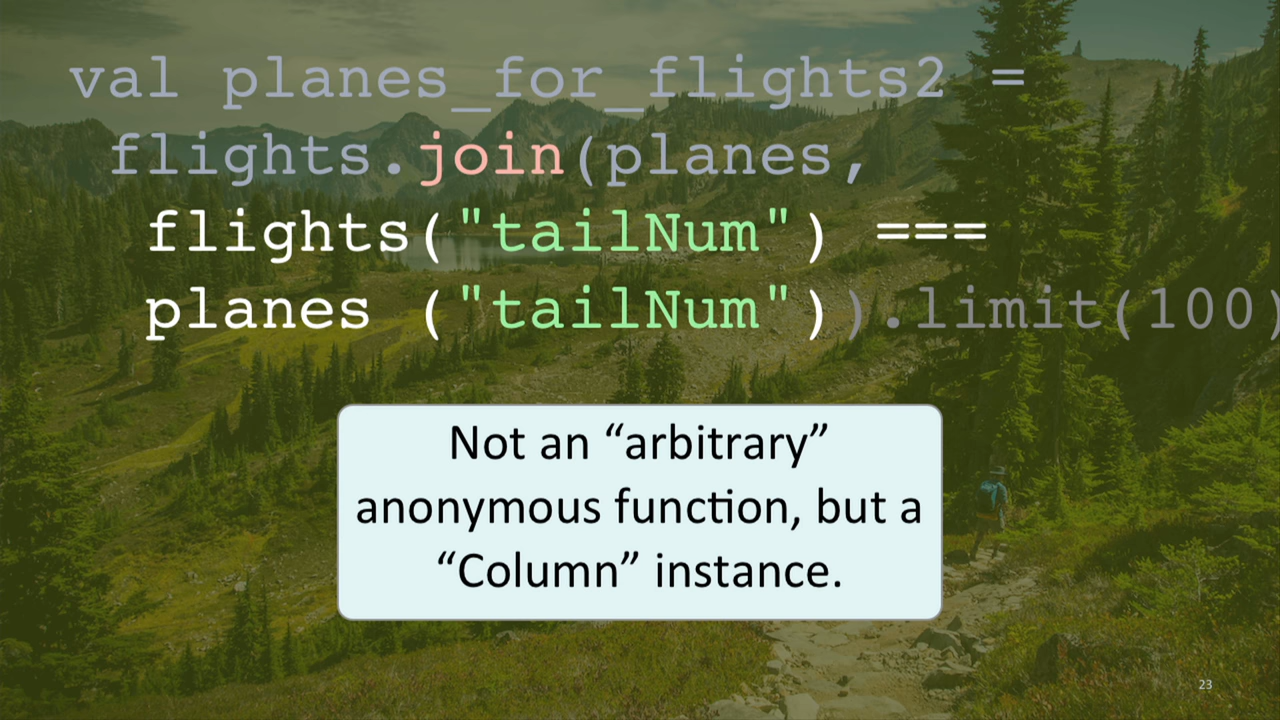 val planes_for_flights2 =
flights.join(planes,
flights("tailNum") ===
planes ("tailNum")).limit(100)
Not an “arbitrary”
anonymous function, but a
“Column” instance.
23